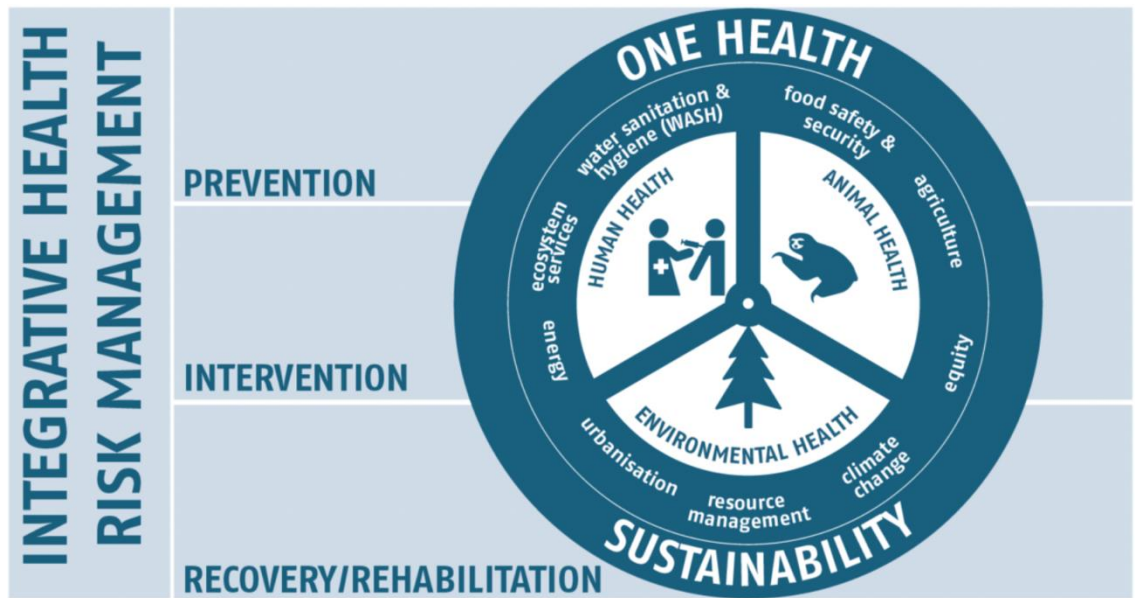 INTEGRATIVE HEALTH
RISK MANAGEMENT
PREVENTION
INTERVENTION
RECOVERY/REHABILITATION
ONE HEALTH
water sanitation &
hygiene (WASH)
food safety &
security
agriculture
equity
climate
change
resource
management
urbanisation
energy
ecosystem
services
HUMAN HEALTH
ANIMAL HEALTH
ENVIRONMENTAL HEALTH
SUSTAINABILITY